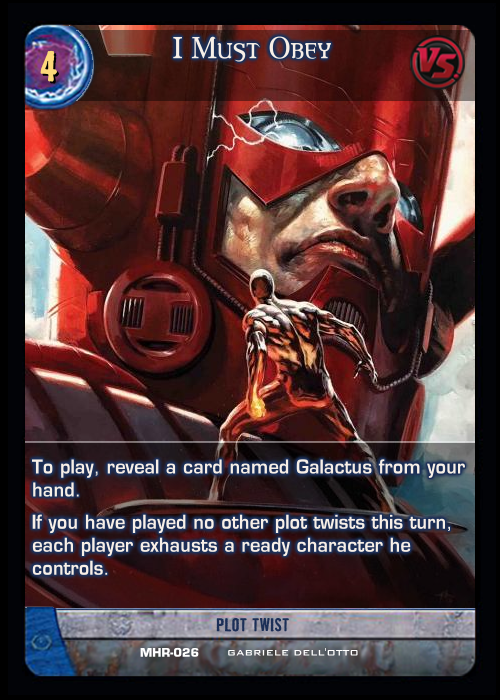 4
I Must Obey
VS
To play, reveal a card named Galactus from your
hand.
If you have played no other plot twists this turn,
each player exhausts a ready character he
controls.
PLOT TWIST
MHR-026 GABRIELE DELL'OTTO